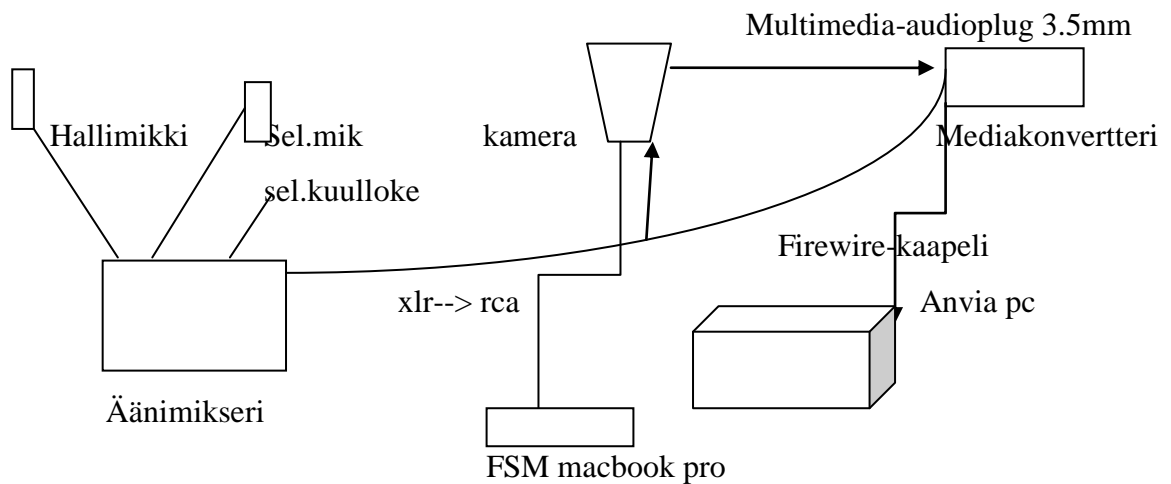 Multimedia-audioplug 3.5mm
Hallimikki
Sel.mik
kamera
Mediakonvertteri
sel.kuulloke
Firewire-kaapeli
xlr--> rca
Anvia pc
Äänimikseri
FSM macbook pro